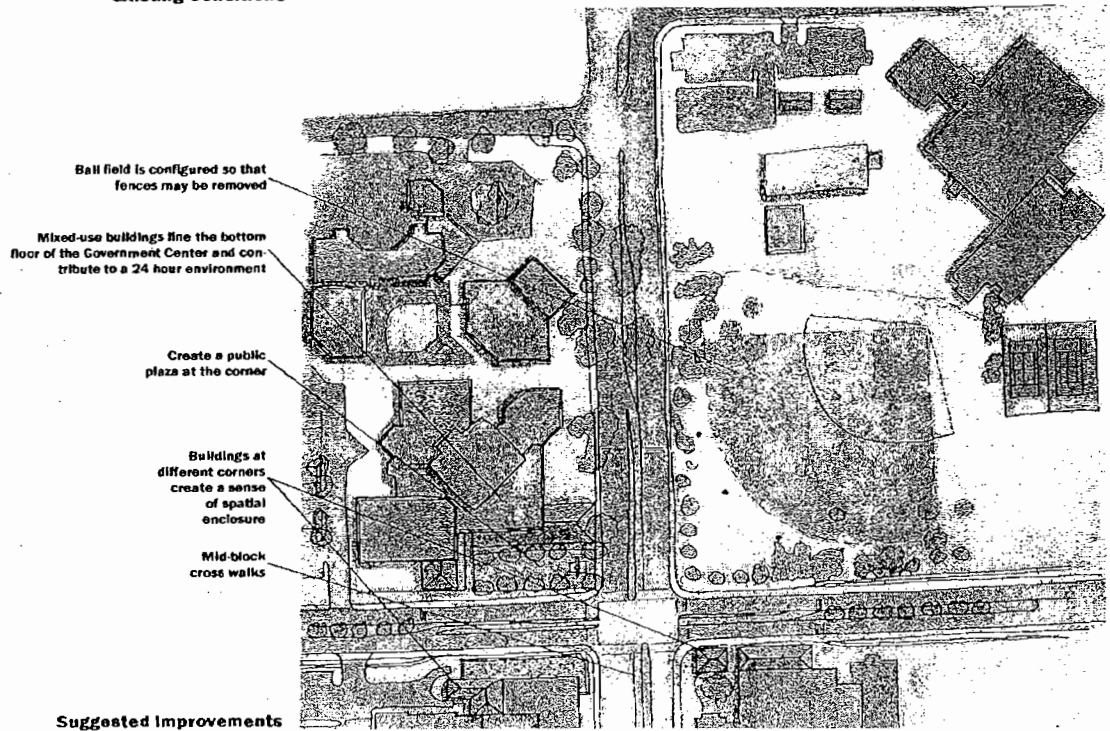 Existing Conditions
Ball field is configured so that
fences may be removed
Mixed-use buildings line the bottom
floor of the Government Center and con-
tribute to a 24 hour environment
Create a public
plaza at the corner
Buildings at
different corners
create a sense
of spatial
enclosure
Mid-block
cross walks
Suggested Improvements